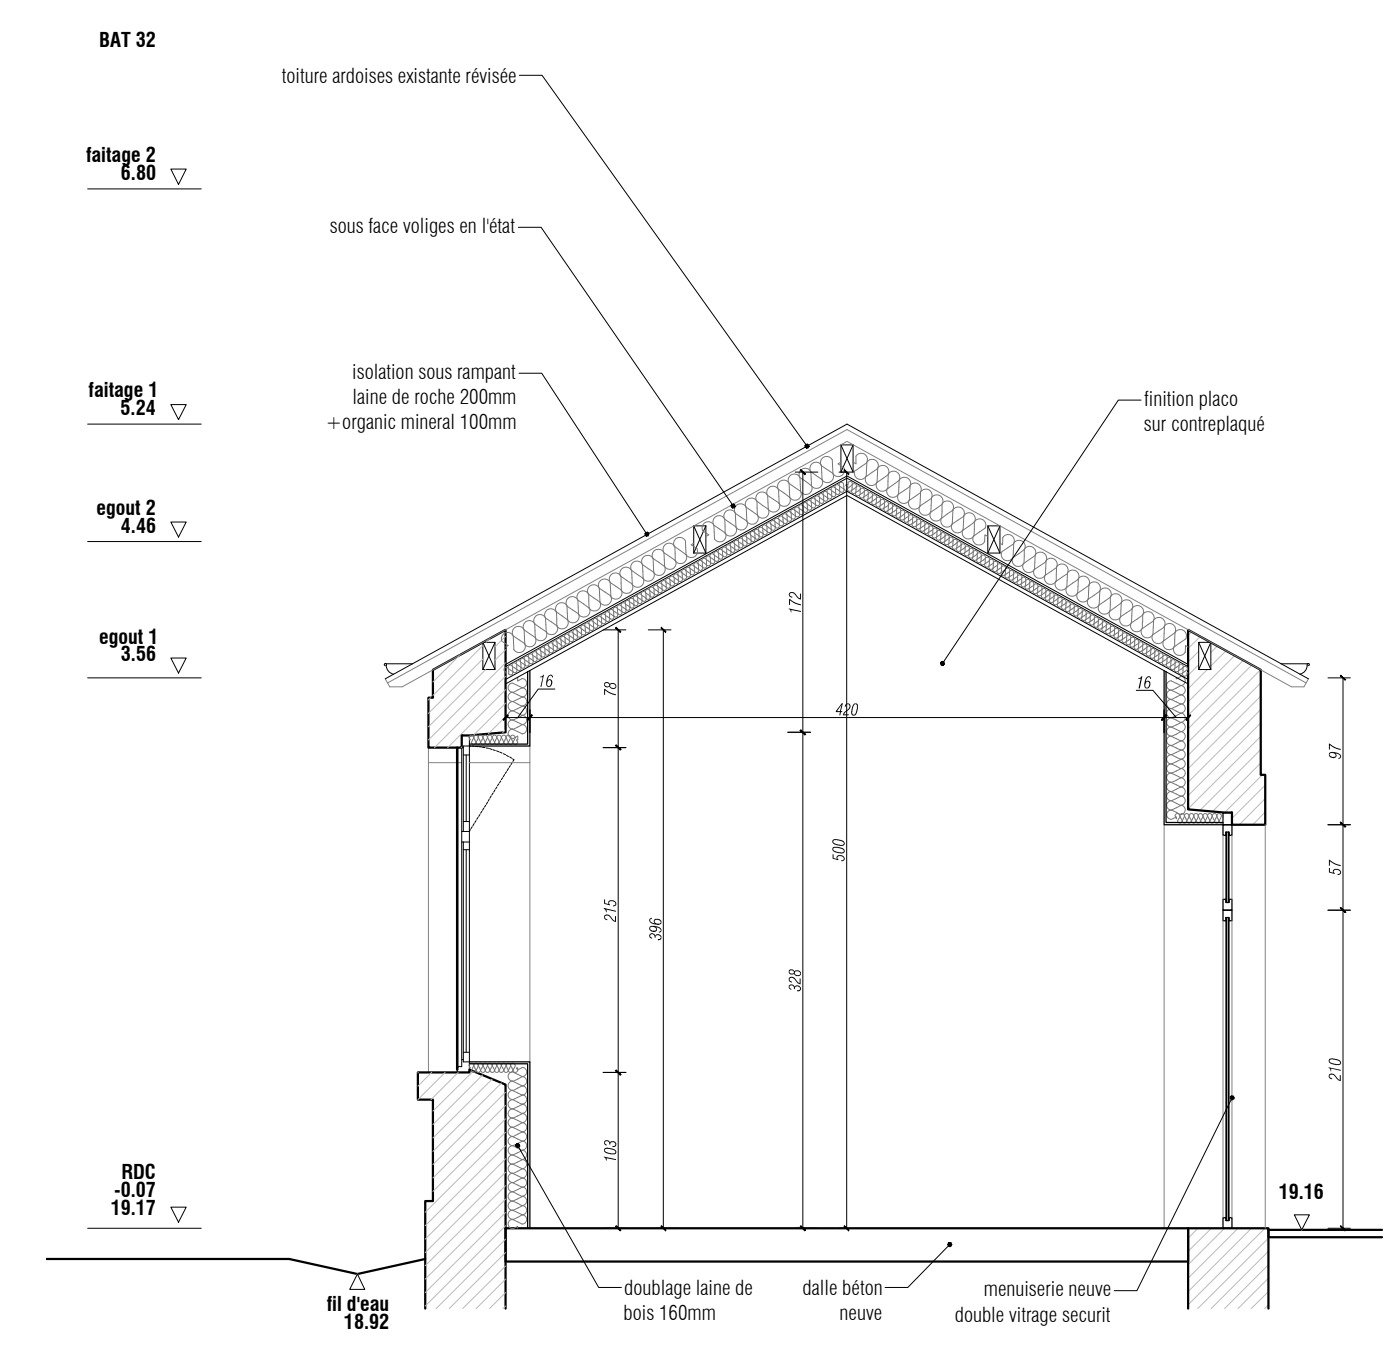 BAT 32
toiture ardoises existante révisée
faitage 2
6.80
sous face voliges en l'état
isolation sous rampant
laine de roche 200mm
+organic mineral 100mm
faitage 1
5.24
finition placo
sur contreplaqué
egout 2
4.46
egout 1
3.56
172
16
78
16
420
97
500
57
215
396
328
210
103
RDC
-0.07
19.17
19.16
fil d'eau
18.92
doublage laine de
bois 160mm
dalle béton
neuve
menuiserie neuve
double vitrage securit